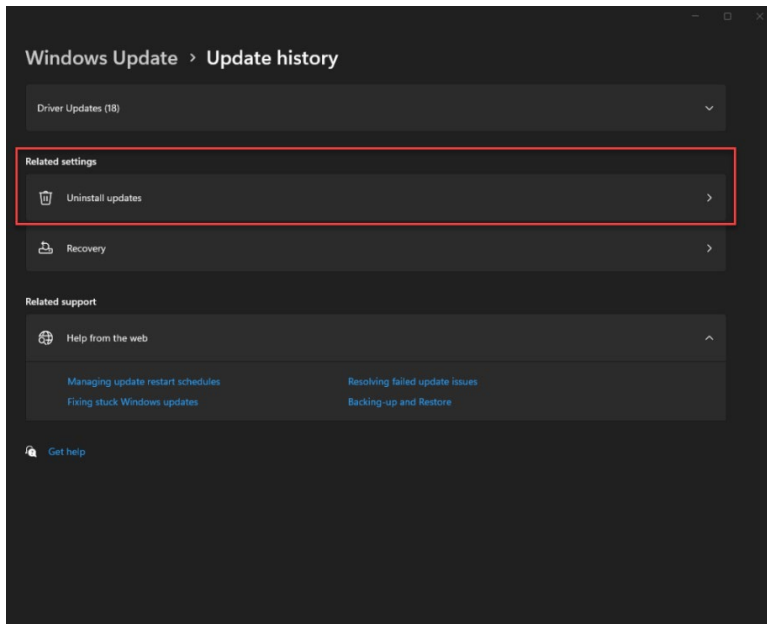 Windows Update > Update history
Driver Updates (18)
Related settings
Uninstall updates
Recovery
Related support
Help from the web
Managing update restart schedules
Resolving failed update issues
Fixing stuck Windows updates
Backing-up and Restore
Get help